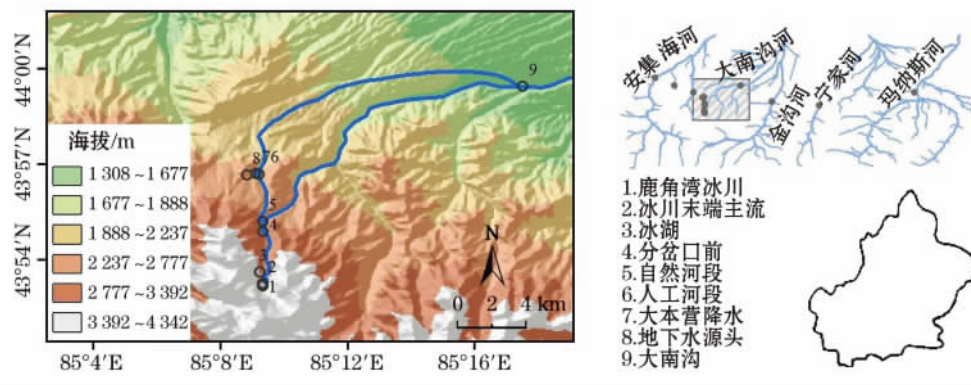 44°00′N
43°57′N
43°54′N
海拔/m
1 308 ~ 1 677
1 677 ~ 1 888
1 888 ~ 2 237
2 237 ~ 2 777
2 777 ~ 3 392
3 392 ~ 4 342
9
8 7 6
5
4
3
2
1
N
0 2 4 km
85°4′E
85°8′E
85°12′E
85°16′E
安集海河
大南沟河
金沟河
宁家河
玛纳斯河
1.鹿角湾冰川
2.冰川末端主流
3.冰湖
4.分岔口前
5.自然河段
6.人工河段
7.大本营降水
8.地下水源头
9.大南沟